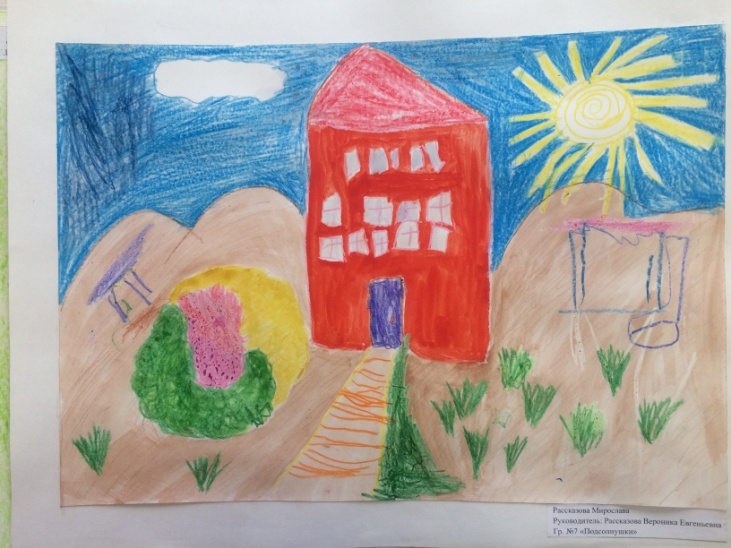 Рассказова Мирослава
Руководитель: Рассказова Вероника Евгеньевна
Гр. №7 «Подсолнушки»